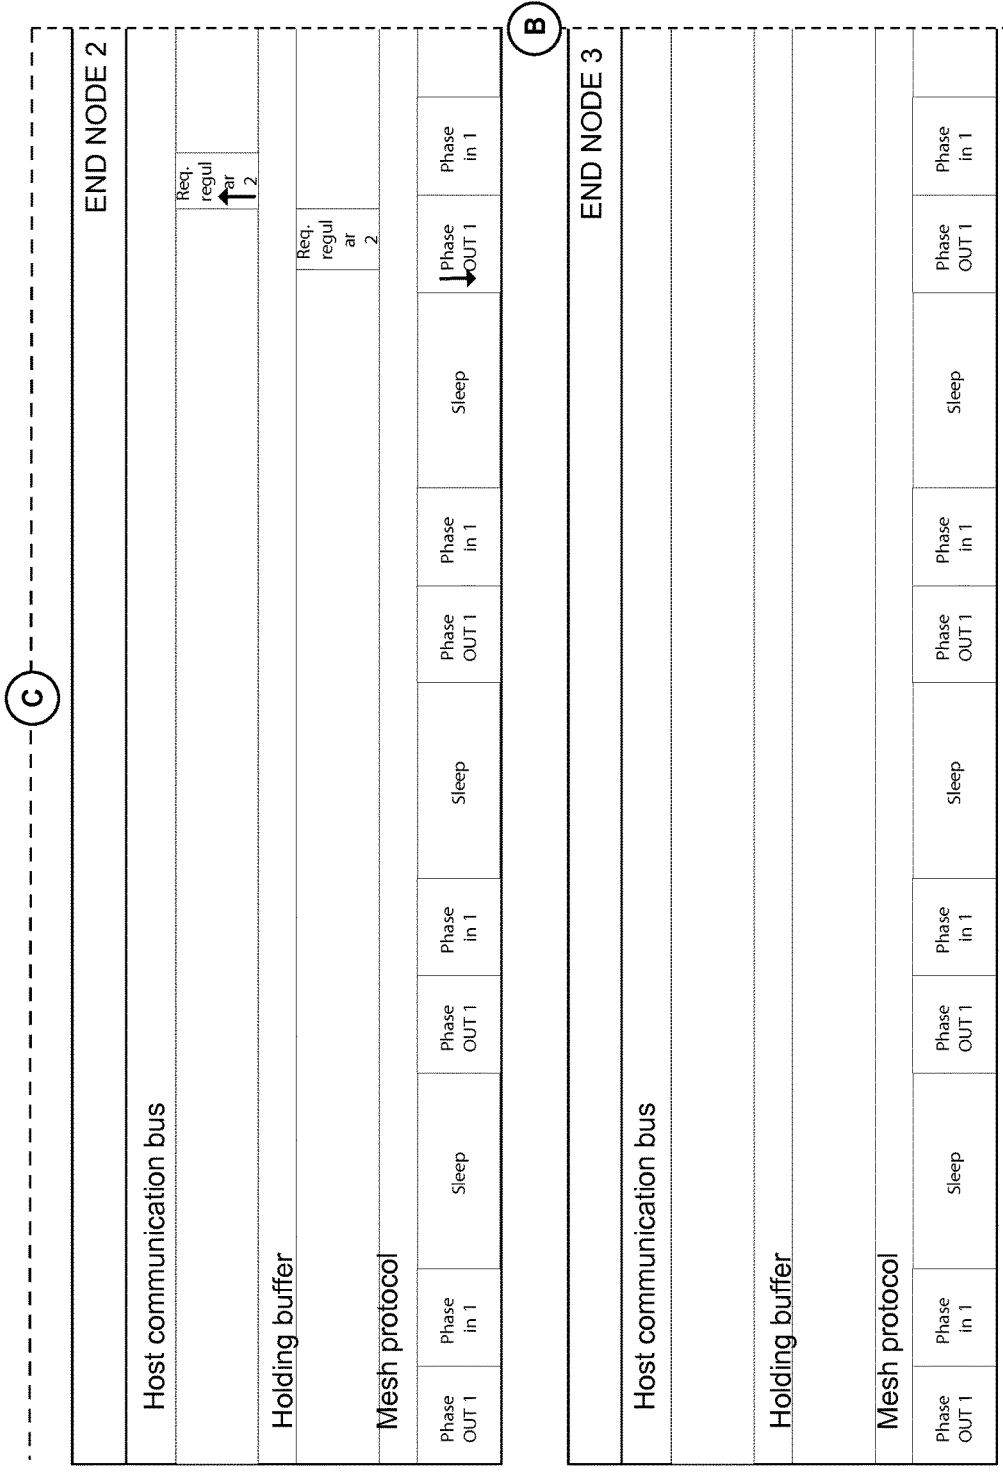 C
END NODE 2
Host communication bus
Req.
regul
ar
2
Holding buffer
Req.
regul
ar
2
Mesh protocol
Phase
OUT 1
Phase
in 1
Sleep
Phase
OUT 1
Phase
in 1
Sleep
Phase
OUT 1
Phase
in 1
Sleep
Phase
OUT 1
Phase
in 1
B
END NODE 3
Host communication bus
Holding buffer
Mesh protocol
Phase
OUT 1
Phase
in 1
Sleep
Phase
OUT 1
Phase
in 1
Sleep
Phase
OUT 1
Phase
in 1
Sleep
Phase
OUT 1
Phase
in 1